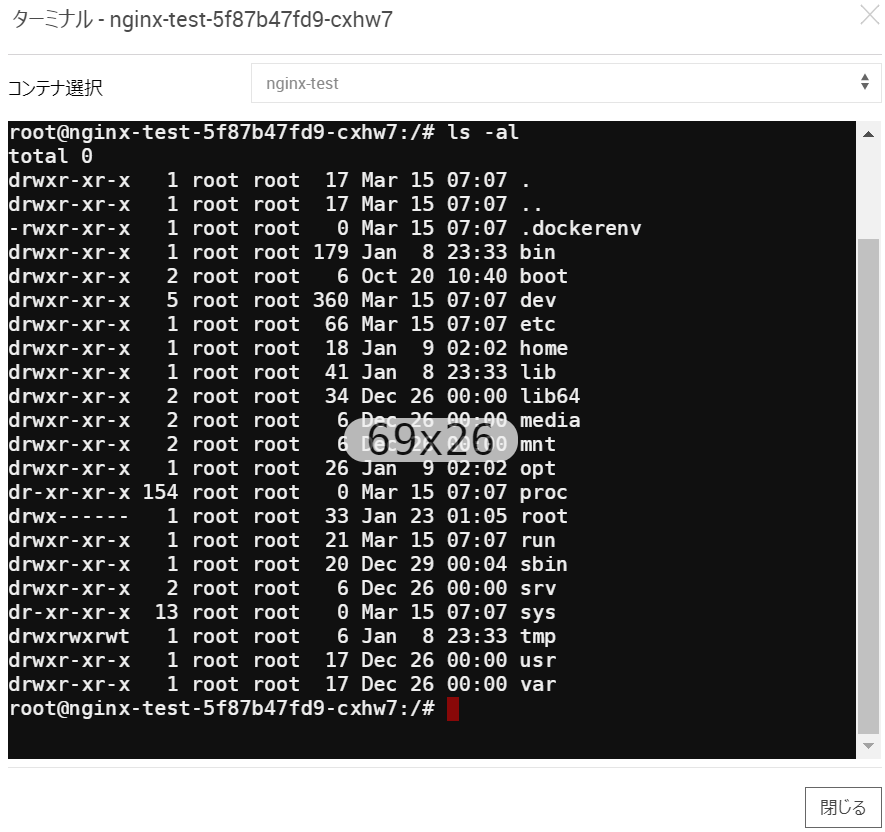 ターミナル - nginx-test-5f87b47fd9-cxhw7
コンテナ選択
nginx-test
root@nginx-test-5f87b47fd9-cxhw7:/# ls -al
total 0
drwxr-xr-x   1 root root  17 Mar 15 07:07 .
drwxr-xr-x   1 root root  17 Mar 15 07:07 ..
-rwxr-xr-x   1 root root   0 Mar 15 07:07 .dockerenv
drwxr-xr-x   1 root root 179 Jan  8 23:33 bin
drwxr-xr-x   2 root root   6 Oct 20 10:40 boot
drwxr-xr-x   5 root root 360 Mar 15 07:07 dev
drwxr-xr-x   1 root root  66 Mar 15 07:07 etc
drwxr-xr-x   1 root root  18 Jan  9 02:02 home
drwxr-xr-x   1 root root  41 Jan  8 23:33 lib
drwxr-xr-x   2 root root  34 Dec 26 00:00 lib64
drwxr-xr-x   2 root root   6 Dec 26 00:00 media
drwxr-xr-x   2 root root   6 Dec 26 00:00 mnt
69x26
drwxr-xr-x   1 root root  26 Jan  9 02:02 opt
dr-xr-xr-x 154 root root   0 Mar 15 07:07 proc
drwx------   1 root root  33 Jan 23 01:05 root
drwxr-xr-x   1 root root  21 Mar 15 07:07 run
drwxr-xr-x   1 root root  20 Dec 29 00:04 sbin
drwxr-xr-x   2 root root   6 Dec 26 00:00 srv
dr-xr-xr-x  13 root root   0 Mar 15 07:07 sys
drwxrwxrwt   1 root root   6 Jan  8 23:33 tmp
drwxr-xr-x   1 root root  17 Dec 26 00:00 usr
drwxr-xr-x   1 root root  17 Dec 26 00:00 var
root@nginx-test-5f87b47fd9-cxhw7:/#
閉じる